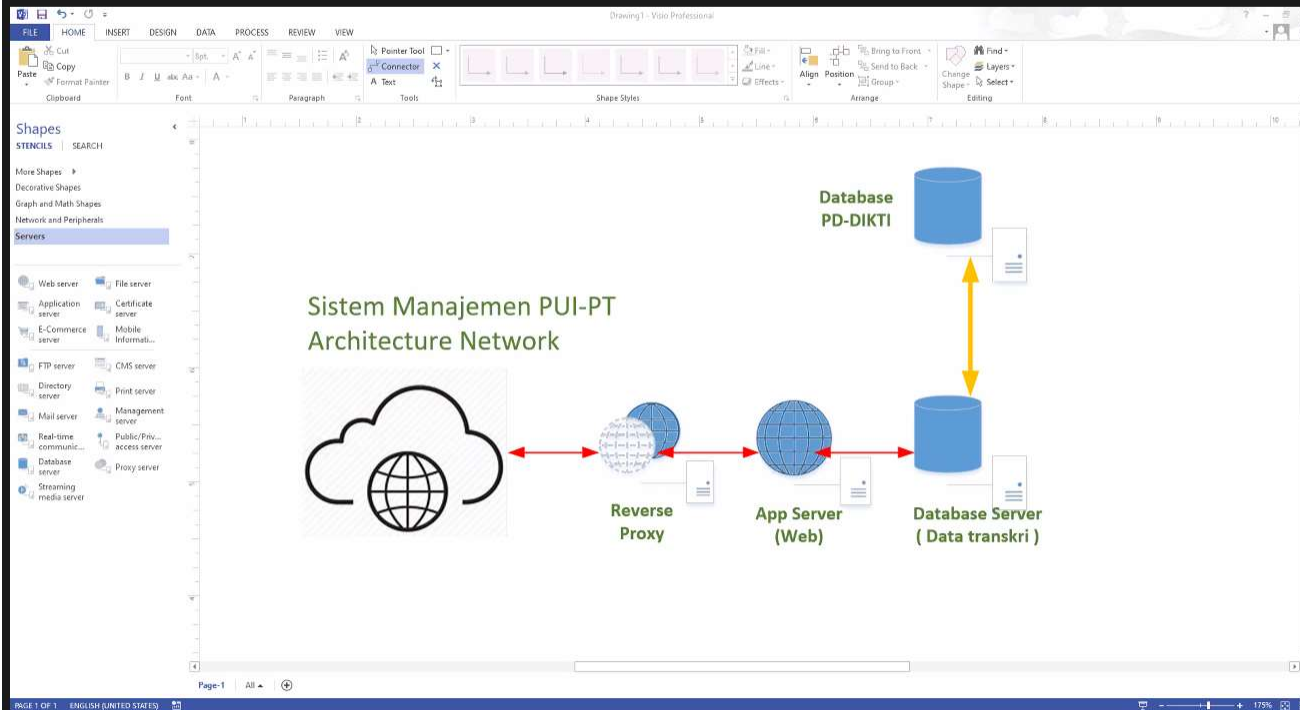 Drawing1 - Visio Professional
FILE HOME INSERT DESIGN DATA PROCESS REVIEW VIEW
Cut
Copy
Format Painter
Paste
Clipboard
8pt.
B I U abc Aa A
Font
Paragraph
Pointer Tool
Connector
A Text
Tools
Shape Styles
Fill
Line
Effects
Align Position
Bring to Front
Send to Back
Group
Arrange
Change
Shape
Find
Layers
Select
Editing
Shapes
STENCILS SEARCH
More Shapes
Decorative Shapes
Graph and Math Shapes
Network and Peripherals
Servers
Web server File server
Application server Certificate server
E-Commerce server Mobile Informati...
FTP server CMS server
Directory server Print server
Mail server Management server
Real-time communic... Public/Priv... access server
Database server Proxy server
Streaming media server
Database
PD-DIKTI
Sistem Manajemen PUI-PT
Architecture Network
Reverse
Proxy
App Server
(Web)
Database Server
( Data transkri )
Page-1 All
PAGE 1 OF 1 ENGLISH (UNITED STATES) 175%